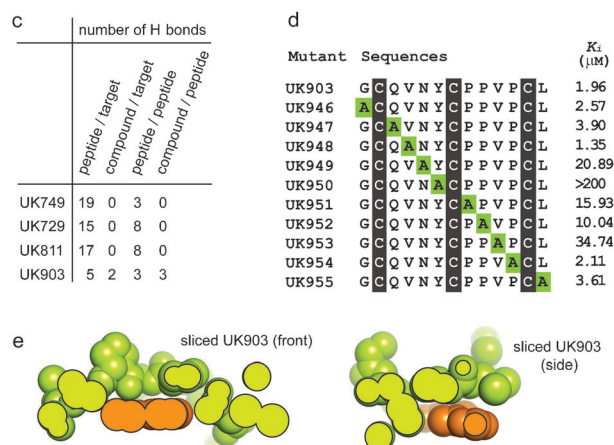 c
number of H bonds
peptide / target
compound / target
peptide / peptide
compound / peptide
UK749 19 0 3 0
UK729 15 0 8 0
UK811 17 0 8 0
UK903 5 2 3 3
d
Mutant Sequences Ki (μM)
UK903 G C Q V N Y C P P V P C L 1.96
UK946 A C Q V N Y C P P V P C L 2.57
UK947 G C A V N Y C P P V P C L 3.90
UK948 G C Q A N Y C P P V P C L 1.35
UK949 G C Q V A Y C P P V P C L 20.89
UK950 G C Q V N A C P P V P C L >200
UK951 G C Q V N Y C A P V P C L 15.93
UK952 G C Q V N Y C P A V P C L 10.04
UK953 G C Q V N Y C P P A P C L 34.74
UK954 G C Q V N Y C P P V A C L 2.11
UK955 G C Q V N Y C P P V P C A 3.61
e
sliced UK903 (front)
sliced UK903
(side)